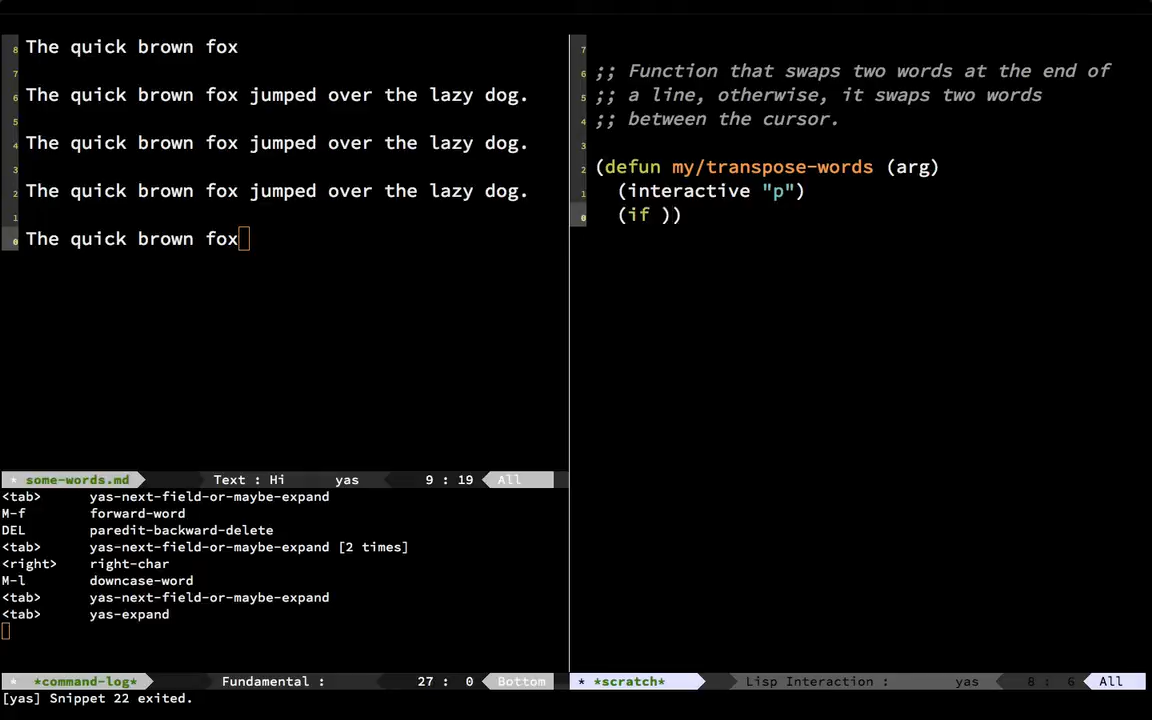 8 The quick brown fox
7
6 The quick brown fox jumped over the lazy dog.
5
4 The quick brown fox jumped over the lazy dog.
3
2 The quick brown fox jumped over the lazy dog.
1
0 The quick brown fox
* some-words.md Text : Hi yas 9 : 19 All
<tab> yas-next-field-or-maybe-expand
M-f forward-word
DEL paredit-backward-delete
<tab> yas-next-field-or-maybe-expand [2 times]
<right> right-char
M-l downcase-word
<tab> yas-next-field-or-maybe-expand
<tab> yas-expand
* *command-log* Fundamental : 27 : 0 Bottom
[yas] Snippet 22 exited.
7
6 ;; Function that swaps two words at the end of
5 ;; a line, otherwise, it swaps two words
4 ;; between the cursor.
3
2 (defun my/transpose-words (arg)
1 (interactive "p")
0 (if ))
* *scratch* Lisp Interaction : yas 8 : 6 All